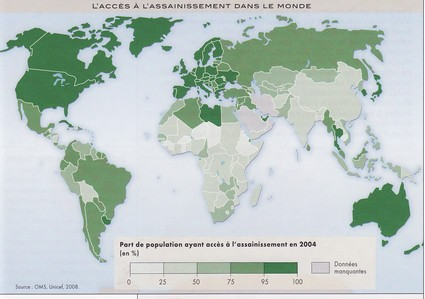 L'ACCÈS À L'ASSAINISSEMENT DANS LE MONDE
Part de population ayant accès à l'assainissement en 2004
(en %)
0 25 50 75 95 100
Données
manquantes
Source : OMS, Unicef, 2008.